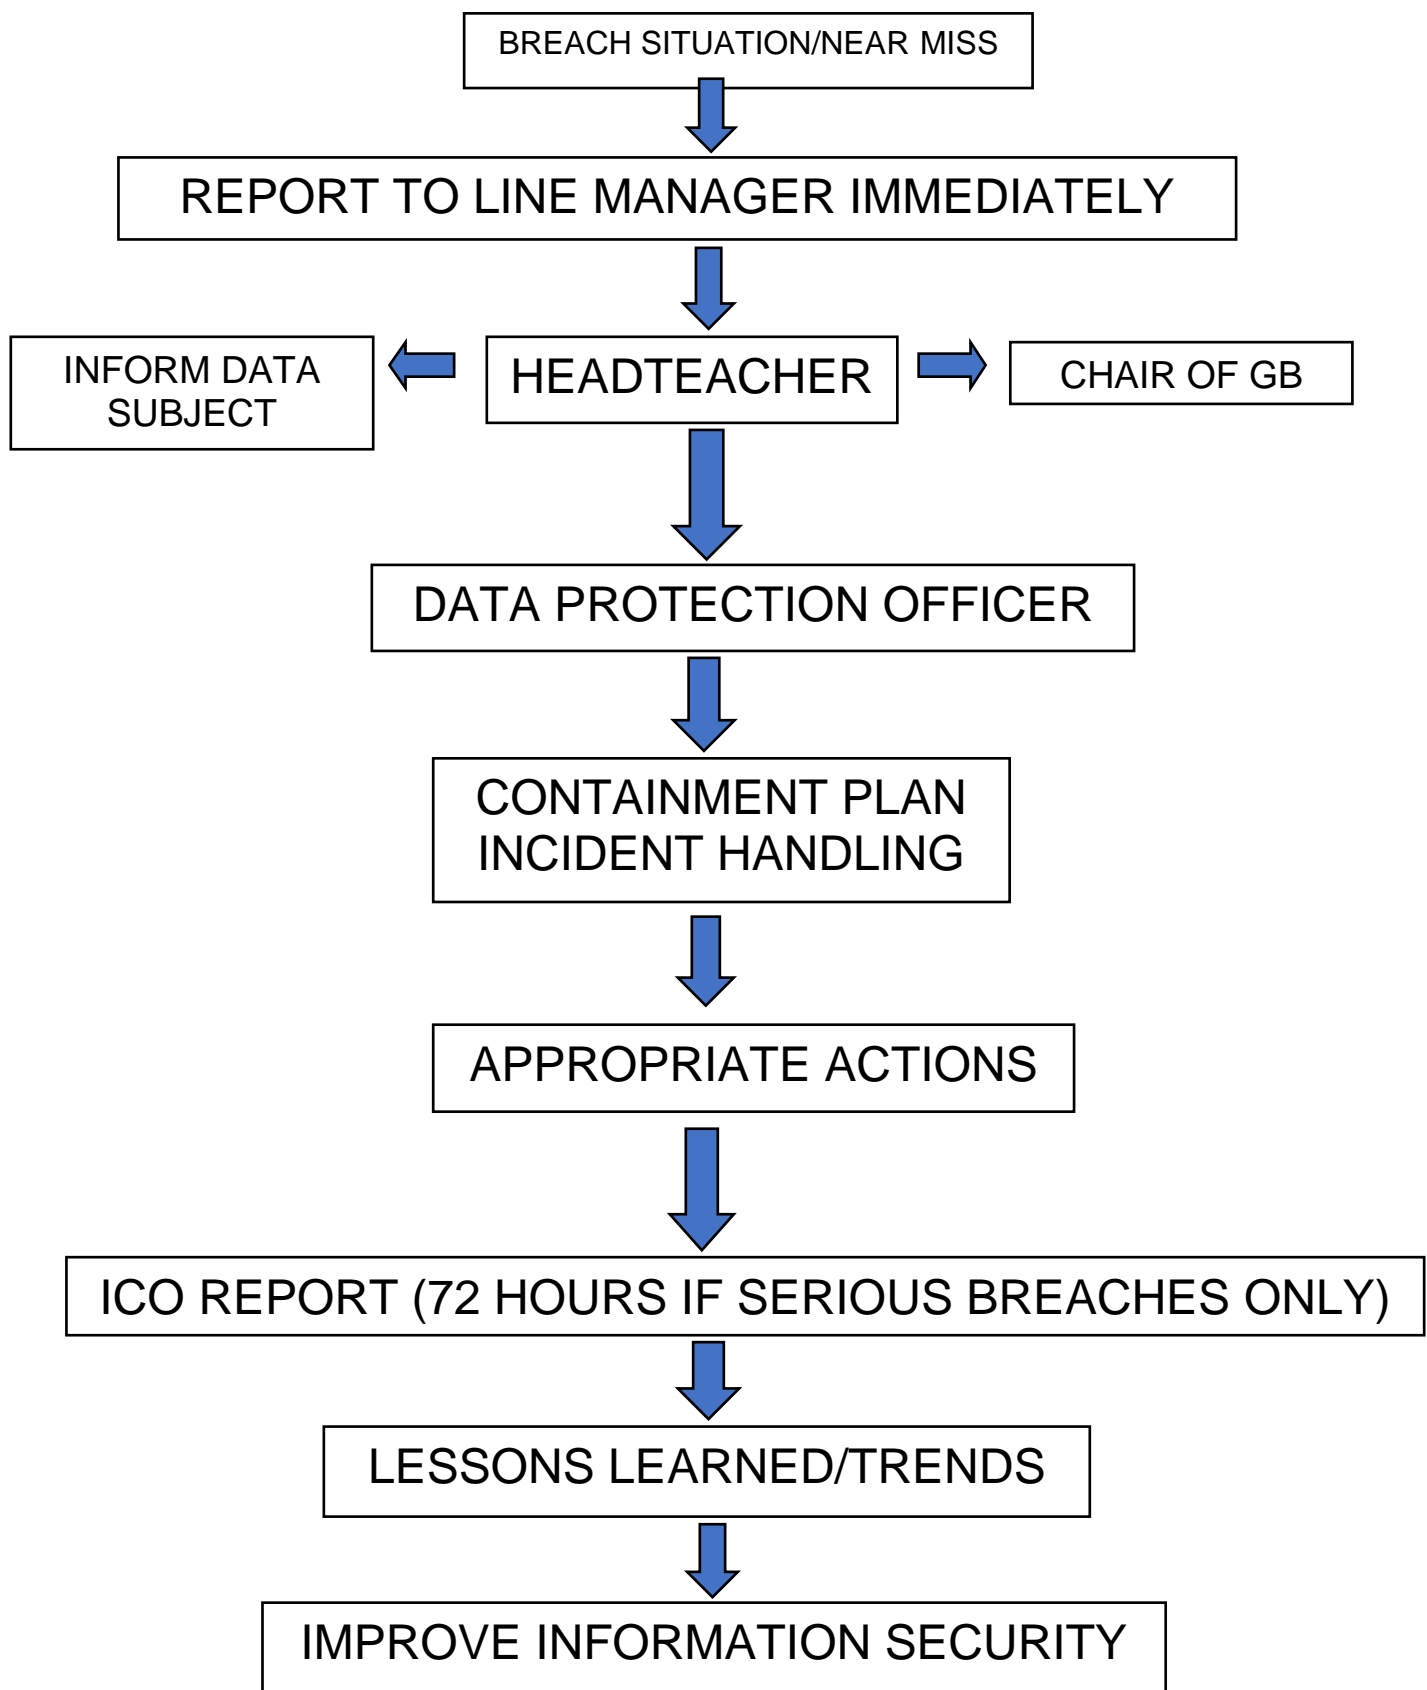 BREACH SITUATION/NEAR MISS
REPORT TO LINE MANAGER IMMEDIATELY
INFORM DATA
SUBJECT
HEADTEACHER
CHAIR OF GB
DATA PROTECTION OFFICER
CONTAINMENT PLAN
INCIDENT HANDLING
APPROPRIATE ACTIONS
ICO REPORT (72 HOURS IF SERIOUS BREACHES ONLY)
LESSONS LEARNED/TRENDS
IMPROVE INFORMATION SECURITY